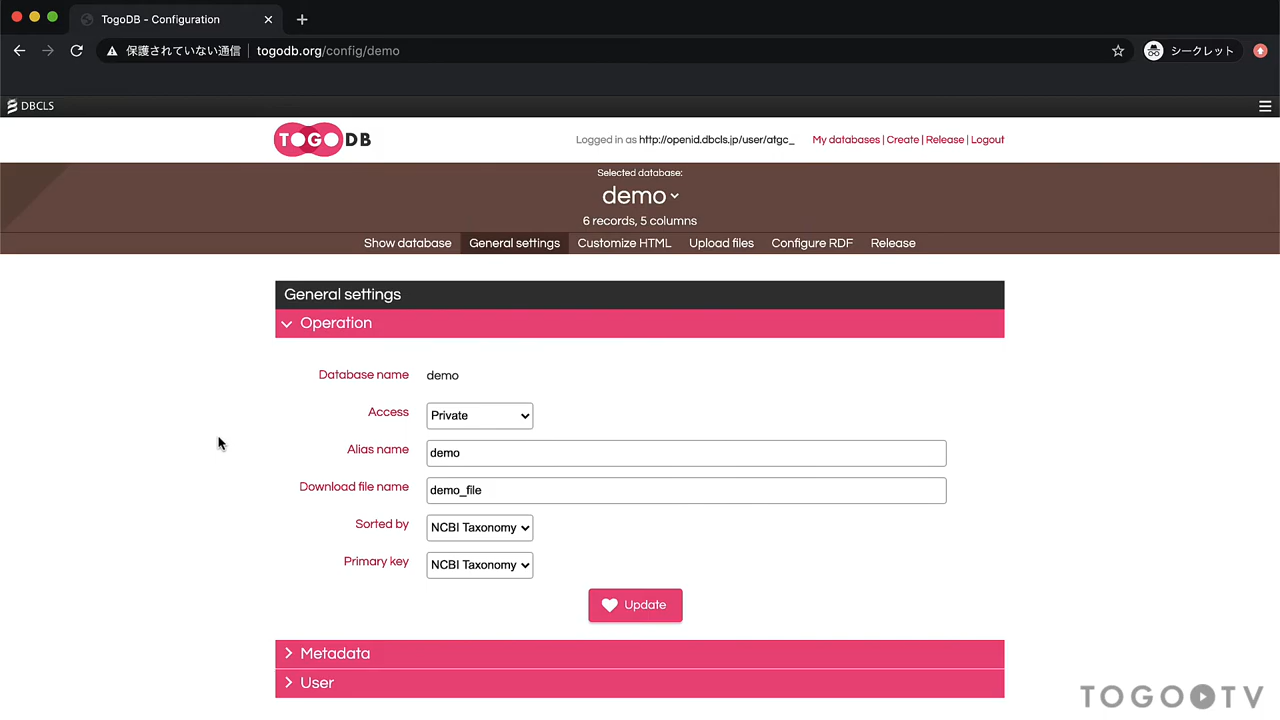 TogoDB - Configuration
保護されていない通信 togodb.org/config/demo シークレット
DBCLS
TOGODB Logged in as http://openid.dbcls.jp/user/atgc_ My databases | Create | Release | Logout
Selected database:
demo
6 records, 5 columns
Show database General settings Customize HTML Upload files Configure RDF Release
General settings
Operation
Database name demo
Access Private
Alias name demo
Download file name demo_file
Sorted by NCBI Taxonomy
Primary key NCBI Taxonomy
Update
Metadata
User
TOGO TV